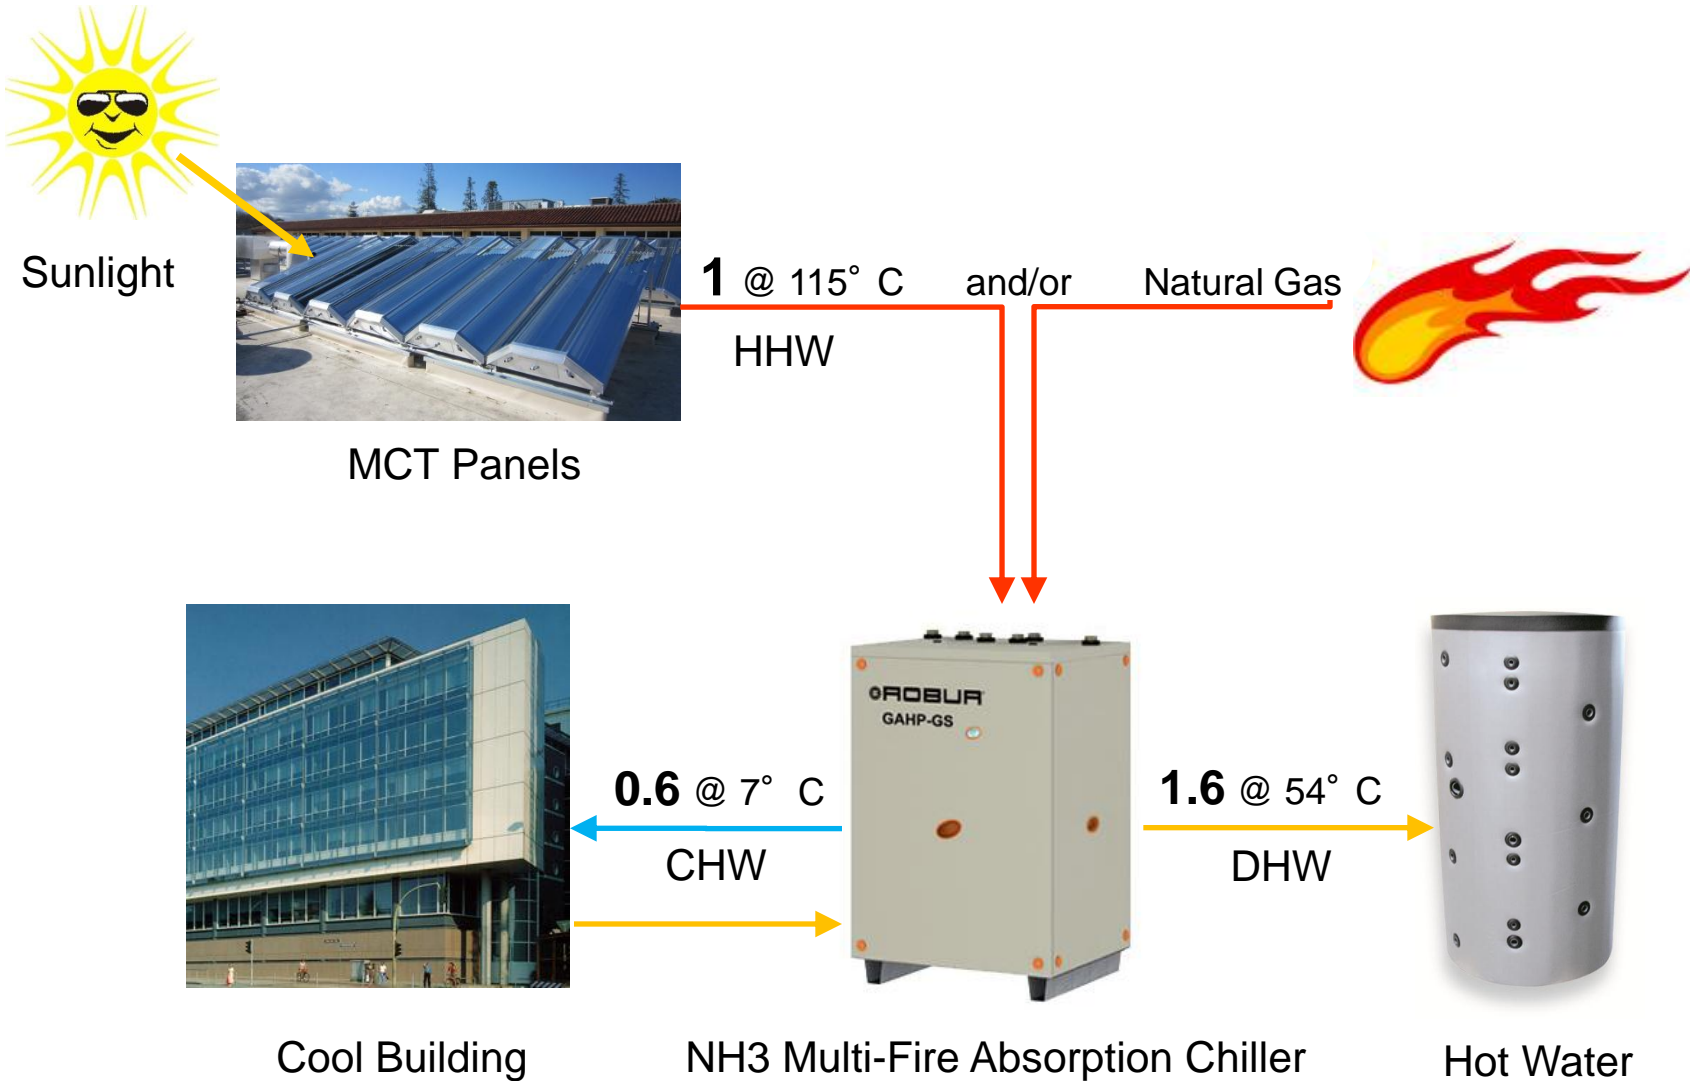 Sunlight
1 @ 115° C and/or Natural Gas
HHW
MCT Panels
ROBUR
GAHP-GS
0.6 @ 7° C
CHW
1.6 @ 54° C
DHW
Cool Building
NH3 Multi-Fire Absorption Chiller
Hot Water